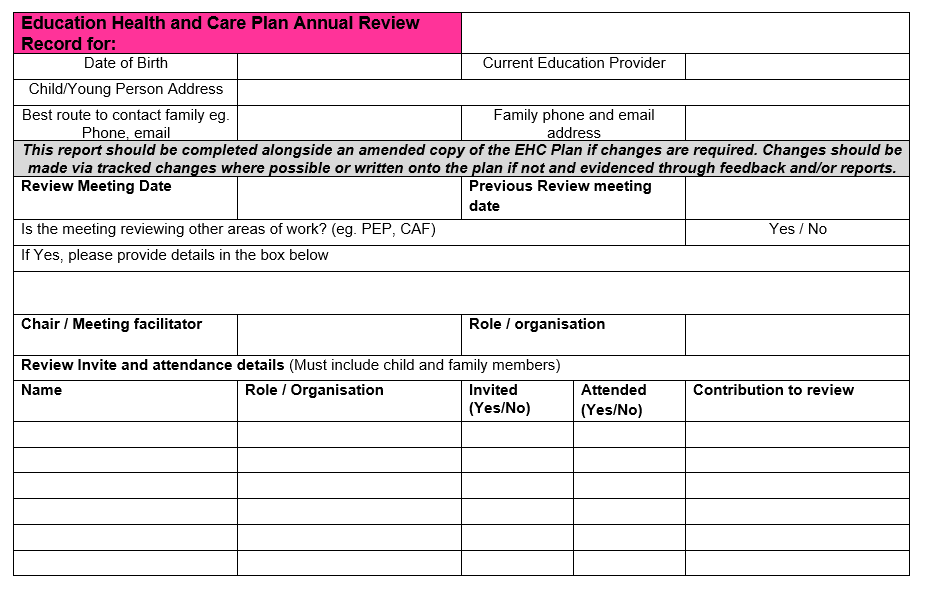 Education Health and Care Plan Annual Review
Record for:
Date of Birth
Current Education Provider
Child/Young Person Address
Best route to contact family eg.
Phone, email
Family phone and email
address
This report should be completed alongside an amended copy of the EHC Plan if changes are required. Changes should be
made via tracked changes where possible or written onto the plan if not and evidenced through feedback and/or reports.
Review Meeting Date
Previous Review meeting
date
Is the meeting reviewing other areas of work? (eg. PEP, CAF)
Yes / No
If Yes, please provide details in the box below
Chair / Meeting facilitator
Role / organisation
Review Invite and attendance details (Must include child and family members)
Name
Role / Organisation
Invited
(Yes/No)
Attended
(Yes/No)
Contribution to review